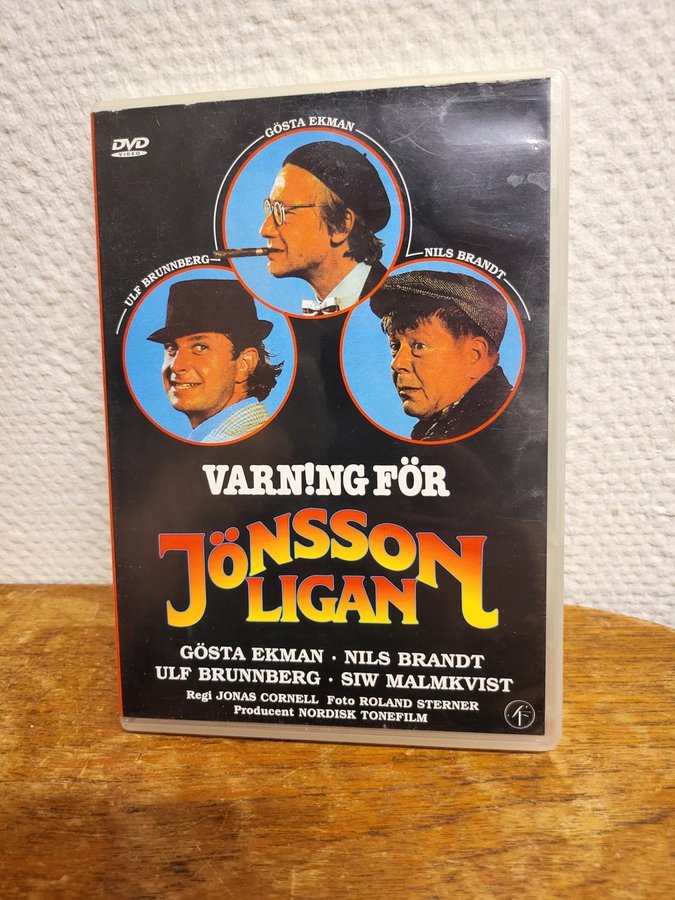 DVD
VIDEO
GÖSTA EKMAN
ULF BRUNNBERG
NILS BRANDT
VARN!NG FÖR
JÖNSSON
LIGAN
GÖSTA EKMAN · NILS BRANDT
ULF BRUNNBERG · SIW MALMKVIST
Regi JONAS CORNELL Foto ROLAND STERNER
Producent NORDISK TONEFILM
SF